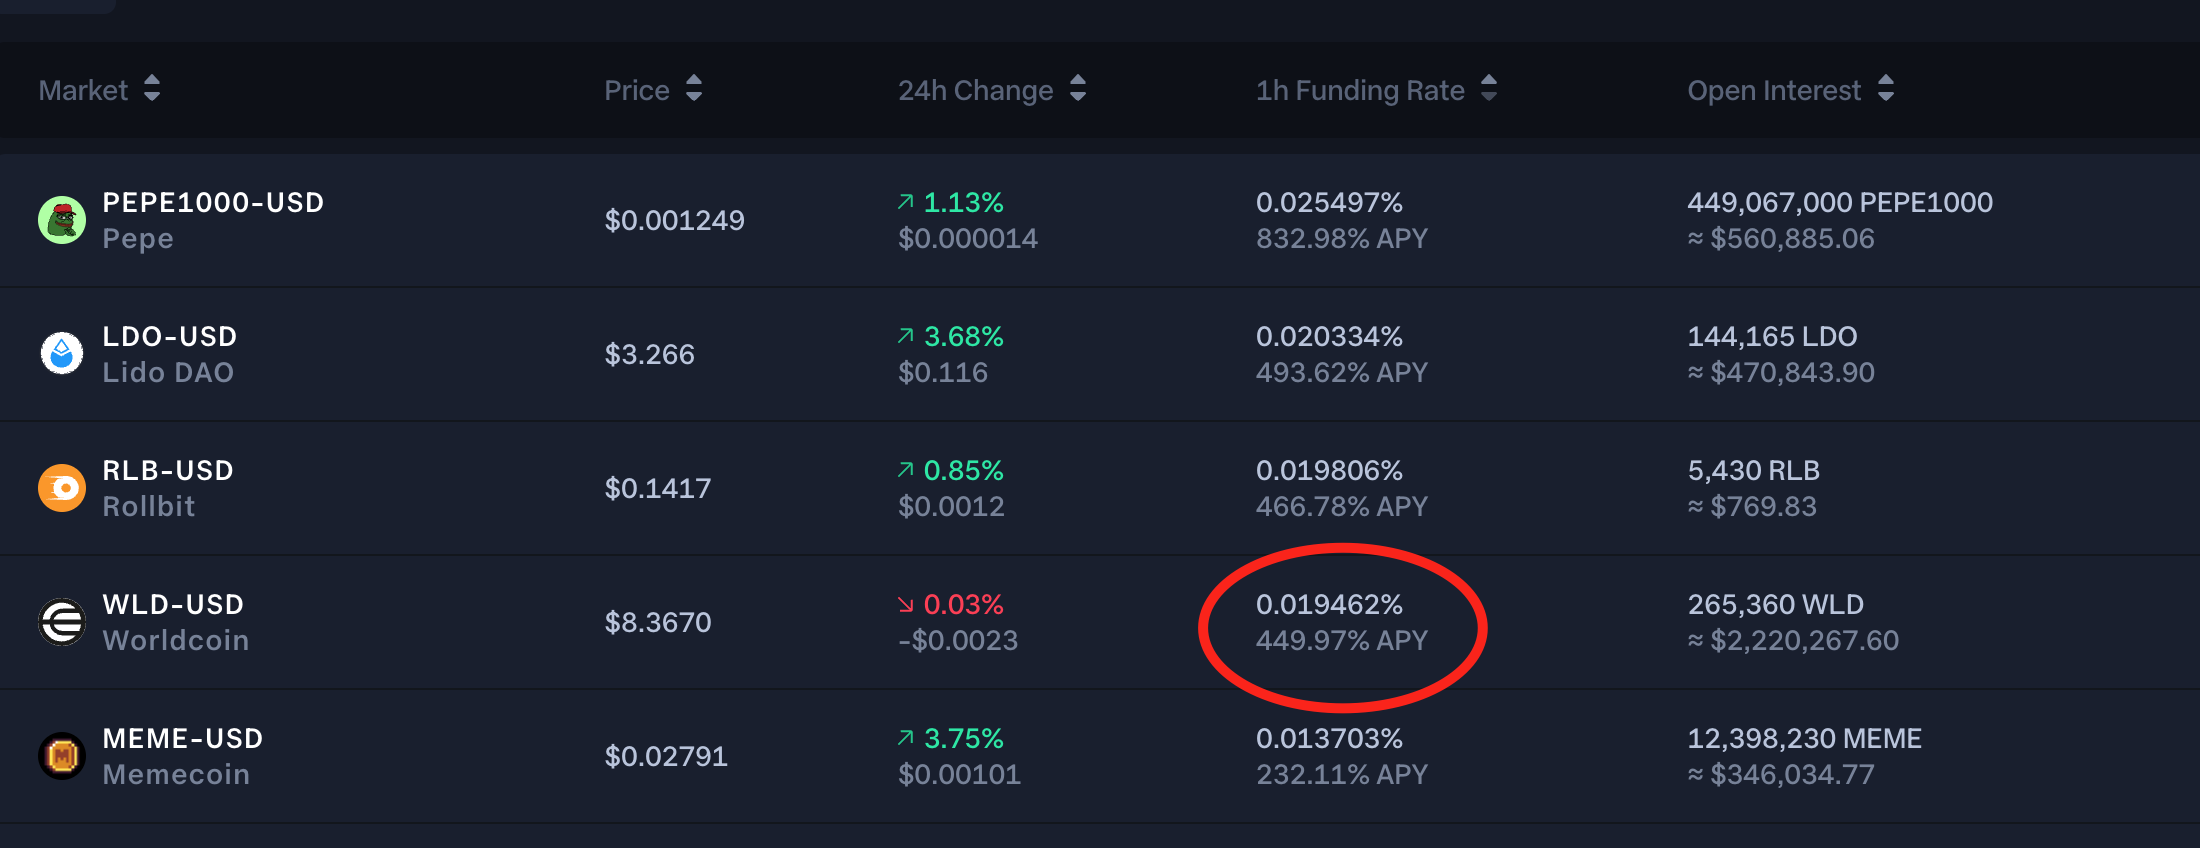 Market Price 24h Change 1h Funding Rate Open Interest
PEPE1000-USD
Pepe
$0.001249
1.13%
$0.000014
0.025497%
832.98% APY
449,067,000 PEPE1000
≈ $560,885.06
LDO-USD
Lido DAO
$3.266
3.68%
$0.116
0.020334%
493.62% APY
144,165 LDO
≈ $470,843.90
RLB-USD
Rollbit
$0.1417
0.85%
$0.0012
0.019806%
466.78% APY
5,430 RLB
≈ $769.83
WLD-USD
Worldcoin
$8.3670
0.03%
-$0.0023
0.019462%
449.97% APY
265,360 WLD
≈ $2,220,267.60
MEME-USD
Memecoin
$0.02791
3.75%
$0.00101
0.013703%
232.11% APY
12,398,230 MEME
≈ $346,034.77